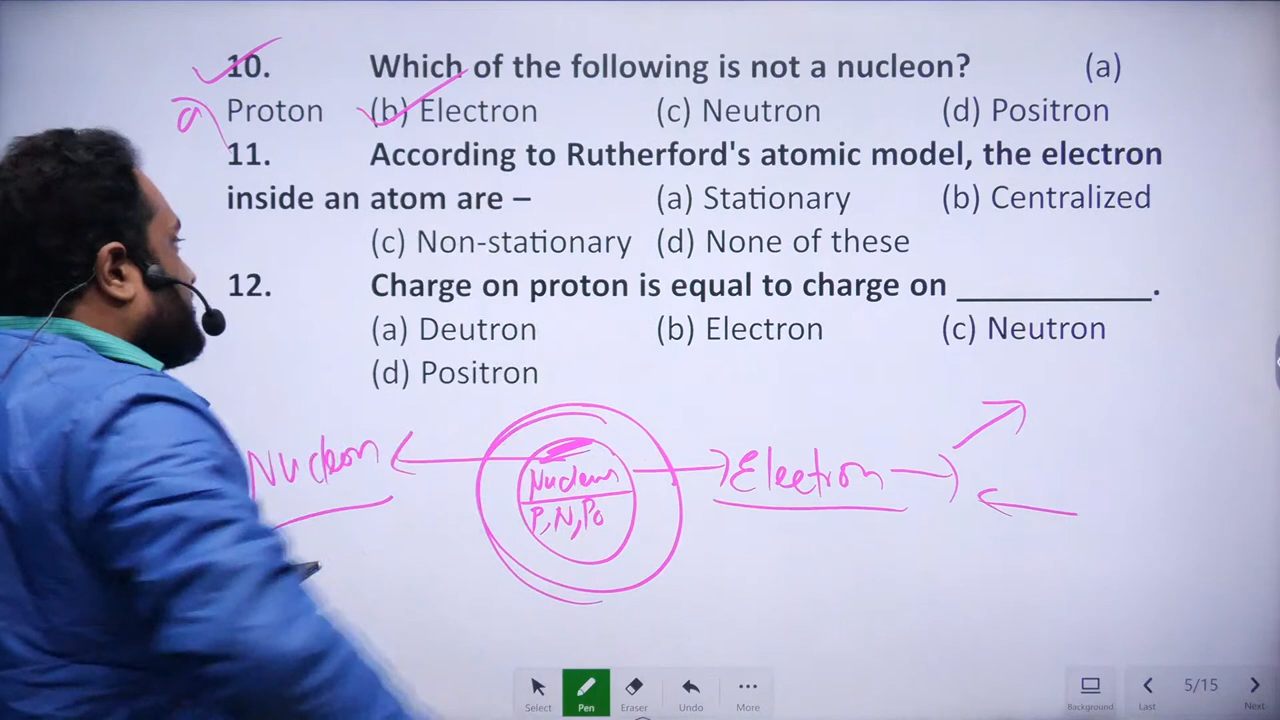 10. Which of the following is not a nucleon? (a)
a
Proton (b) Electron (c) Neutron (d) Positron
11. According to Rutherford's atomic model, the electron
inside an atom are – (a) Stationary (b) Centralized
(c) Non-stationary (d) None of these
12. Charge on proton is equal to charge on __________.
(a) Deutron (b) Electron (c) Neutron
(d) Positron
Nucleon Nucleus Electron
P, N, Po
Select Pen Eraser Undo More Background Last 5/15 Next